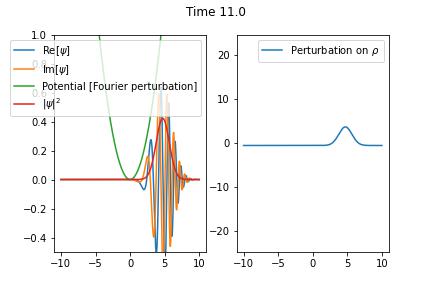 Time 11.0
Re[ψ]
Im[ψ]
Potential [Fourier perturbation]
|ψ|²
1.0
0.8
0.6
0.4
0.2
0.0
−0.2
−0.4
−10 −5 0 5 10
Perturbation on ρ
20
10
0
−10
−20
−10 −5 0 5 10